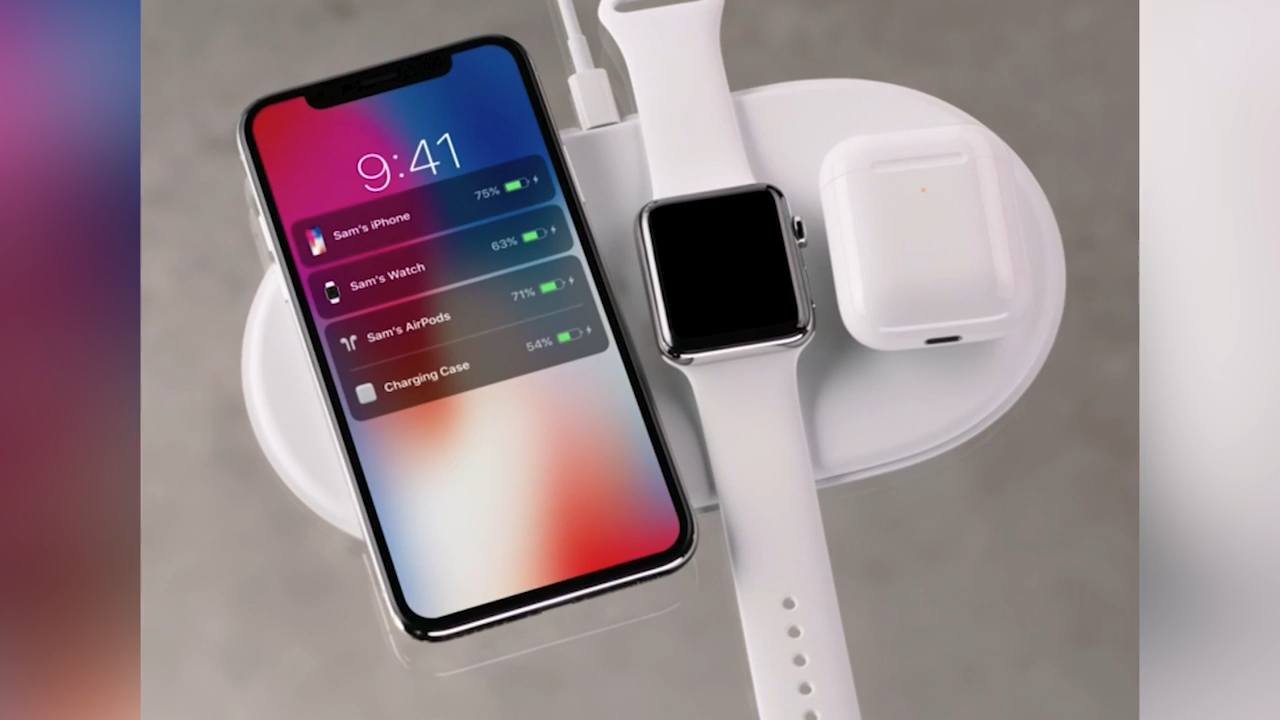 9:41
Sam's iPhone 75%
Sam's Watch 63%
Sam's AirPods 71%
Charging Case 54%